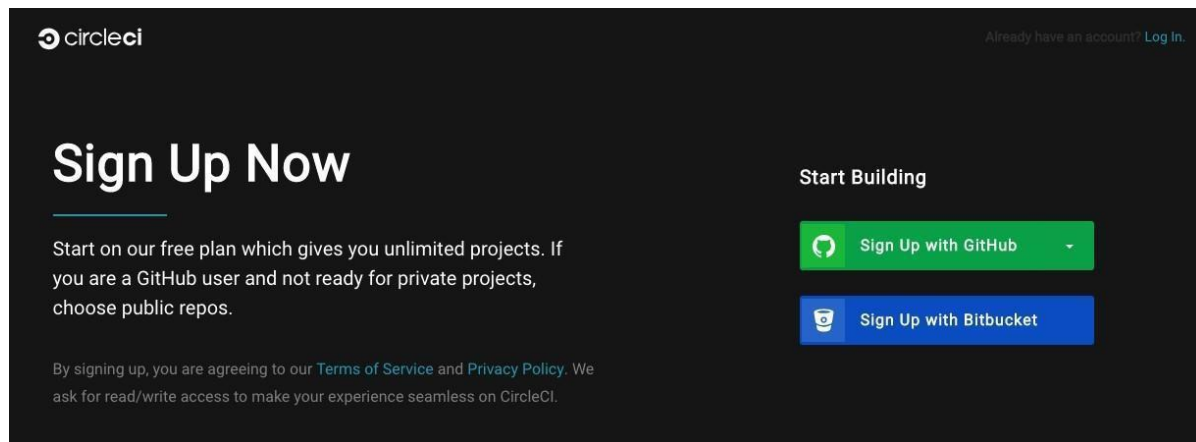 circleci
Already have an account? Log In.
Sign Up Now
Start on our free plan which gives you unlimited projects. If
you are a GitHub user and not ready for private projects,
choose public repos.
By signing up, you are agreeing to our Terms of Service and Privacy Policy. We
ask for read/write access to make your experience seamless on CircleCI.
Start Building
Sign Up with GitHub
Sign Up with Bitbucket